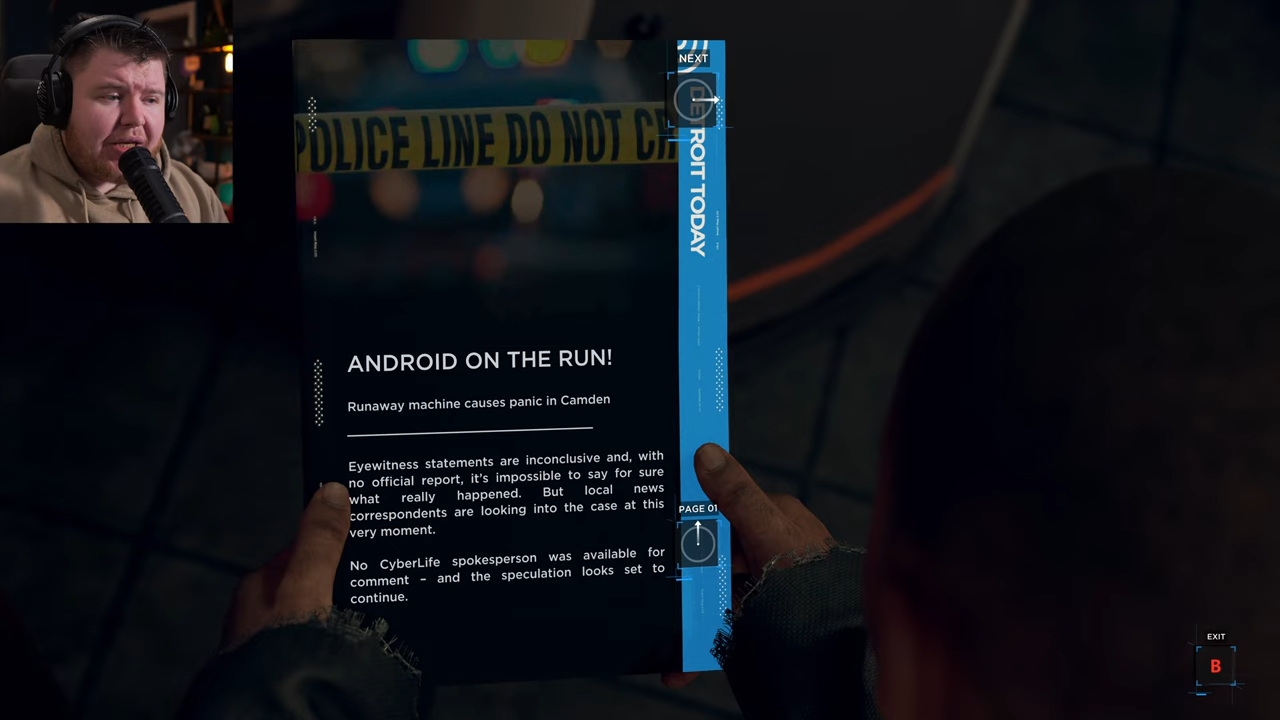 NEXT
POLICE LINE DO NOT
DETROIT TODAY
ANDROID ON THE RUN!
Runaway machine causes panic in Camden
Eyewitness statements are inconclusive and, with
no official report, it's impossible to say for sure
what really happened. But local news
correspondents are looking into the case at this
very moment.
No CyberLife spokesperson was available for
comment – and the speculation looks set to
continue.
PAGE 01
EXIT
B